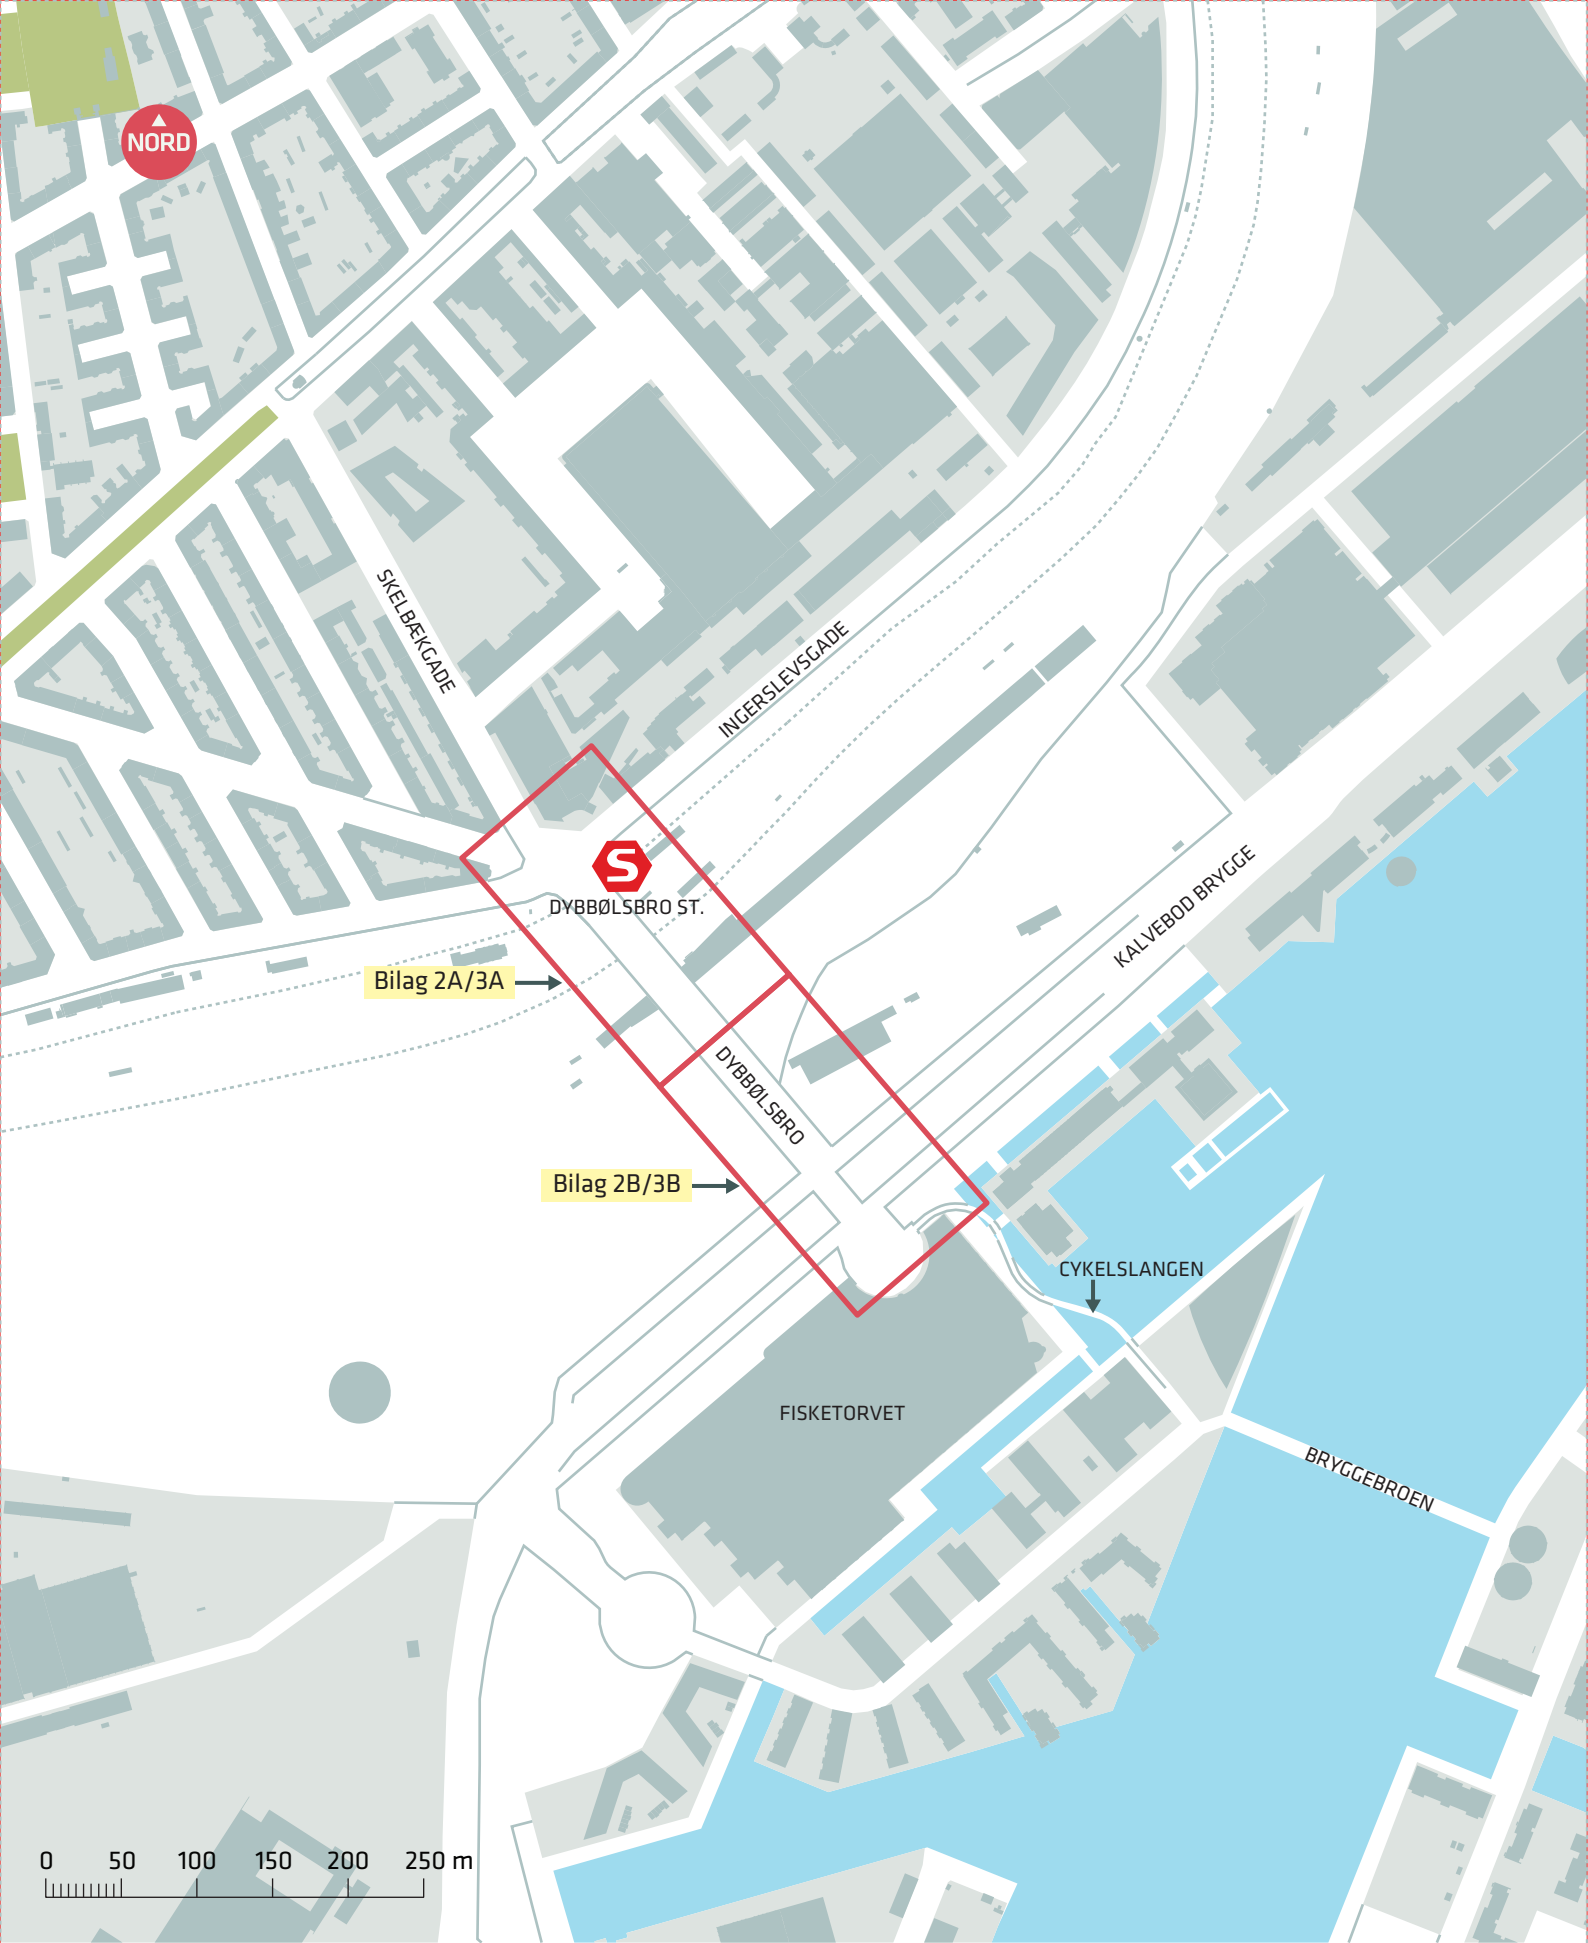 NORD
SKELBÆKGADE
INGERSLEVSGADE
S
DYBBØLSBRO ST.
KALVEBOD BRYGGE
Bilag 2A/3A
DYBBØLSBRO
Bilag 2B/3B
CYKELSLANGEN
FISKETORVET
BRYGGEBROEN
0 50 100 150 200 250 m